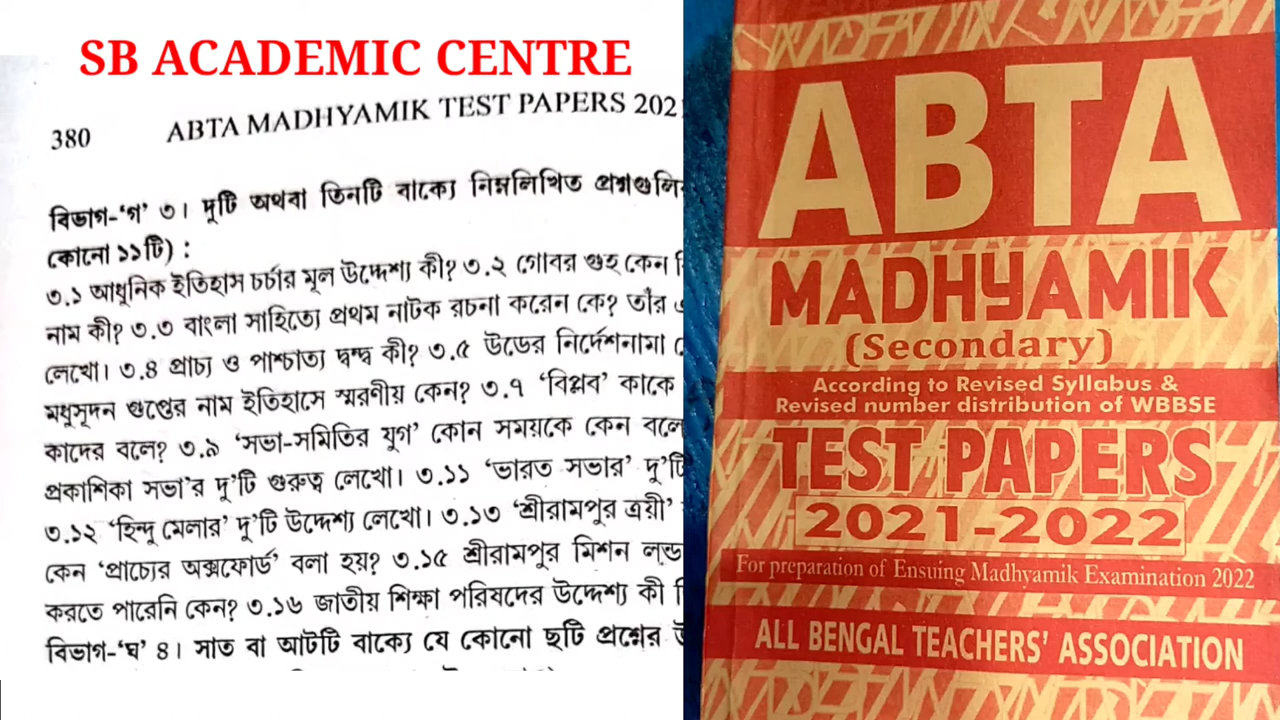 SB ACADEMIC CENTRE
380 ABTA MADHYAMIK TEST PAPERS 202
বিভাগ-‘গ’ ৩। দুটি অথবা তিনটি বাক্যে নিম্নলিখিত প্রশ্নগুলির
কোনো ১১টি) :
৩.১ আধুনিক ইতিহাস চর্চার মূল উদ্দেশ্য কী? ৩.২ গোবর গুহ কেন
নাম কী? ৩.৩ বাংলা সাহিত্যে প্রথম নাটক রচনা করেন কে? তাঁর
লেখো। ৩.৪ প্রাচ্য ও পাশ্চাত্য দ্বন্দ্ব কী? ৩.৫ উডের নির্দেশনামা
মধুসূদন গুপ্তের নাম ইতিহাসে স্মরণীয় কেন? ৩.৭ ‘বিপ্লব’ কাকে
কাদের বলে? ৩.৯ ‘সভা-সমিতির যুগ’ কোন সময়কে কেন বলে
প্রকাশিকা সভা’র দু’টি গুরুত্ব লেখো। ৩.১১ ‘ভারত সভার’ দু’টি
৩.১২ ‘হিন্দু মেলার’ দু’টি উদ্দেশ্য লেখো। ৩.১৩ ‘শ্রীরামপুর ত্রয়ী’
কেন ‘প্রাচ্যের অক্সফোর্ড’ বলা হয়? ৩.১৫ শ্রীরামপুর মিশন লন্ড
করতে পারেনি কেন? ৩.১৬ জাতীয় শিক্ষা পরিষদের উদ্দেশ্য কী
বিভাগ-‘ঘ’ ৪। সাত বা আটটি বাক্যে যে কোনো ছটি প্রশ্নের
ABTA
MADHYAMIK
(Secondary)
According to Revised Syllabus &
Revised number distribution of WBBSE
TEST PAPERS
2021-2022
For preparation of Ensuing Madhyamik Examination 2022
ALL BENGAL TEACHERS' ASSOCIATION